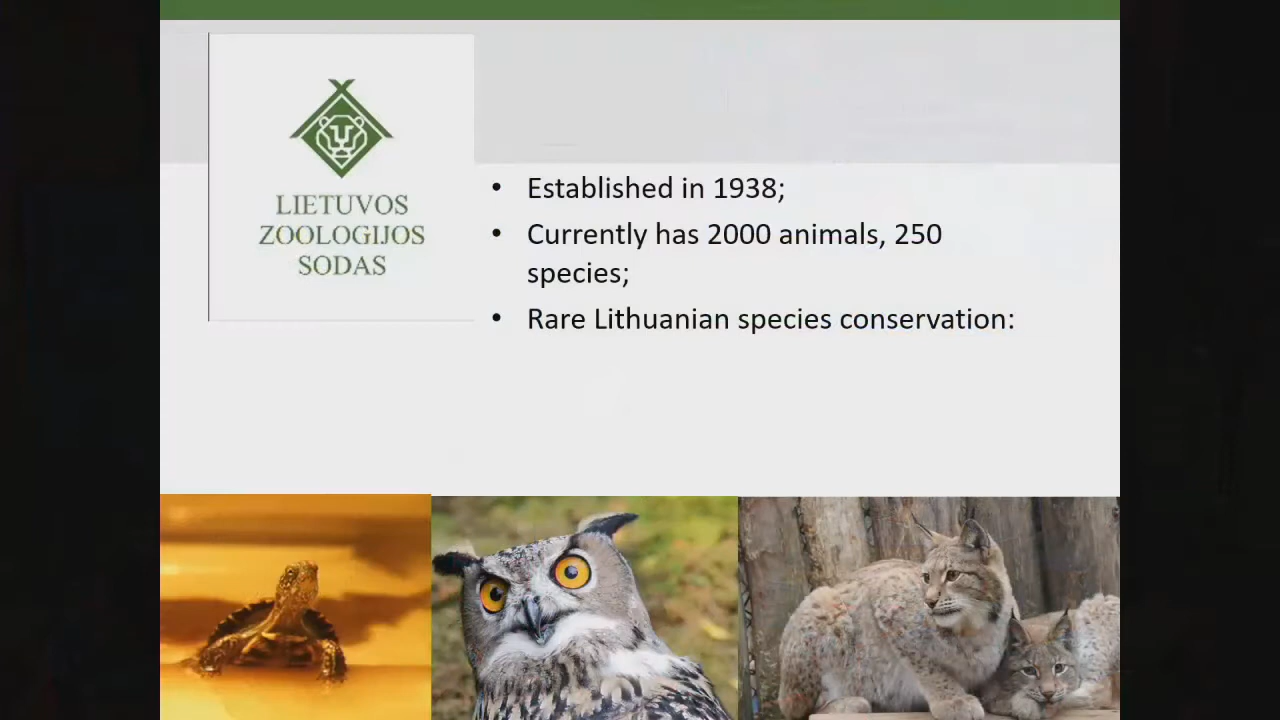 LIETUVOS
ZOOLOGIJOS
SODAS
• Established in 1938;
• Currently has 2000 animals, 250
species;
• Rare Lithuanian species conservation: